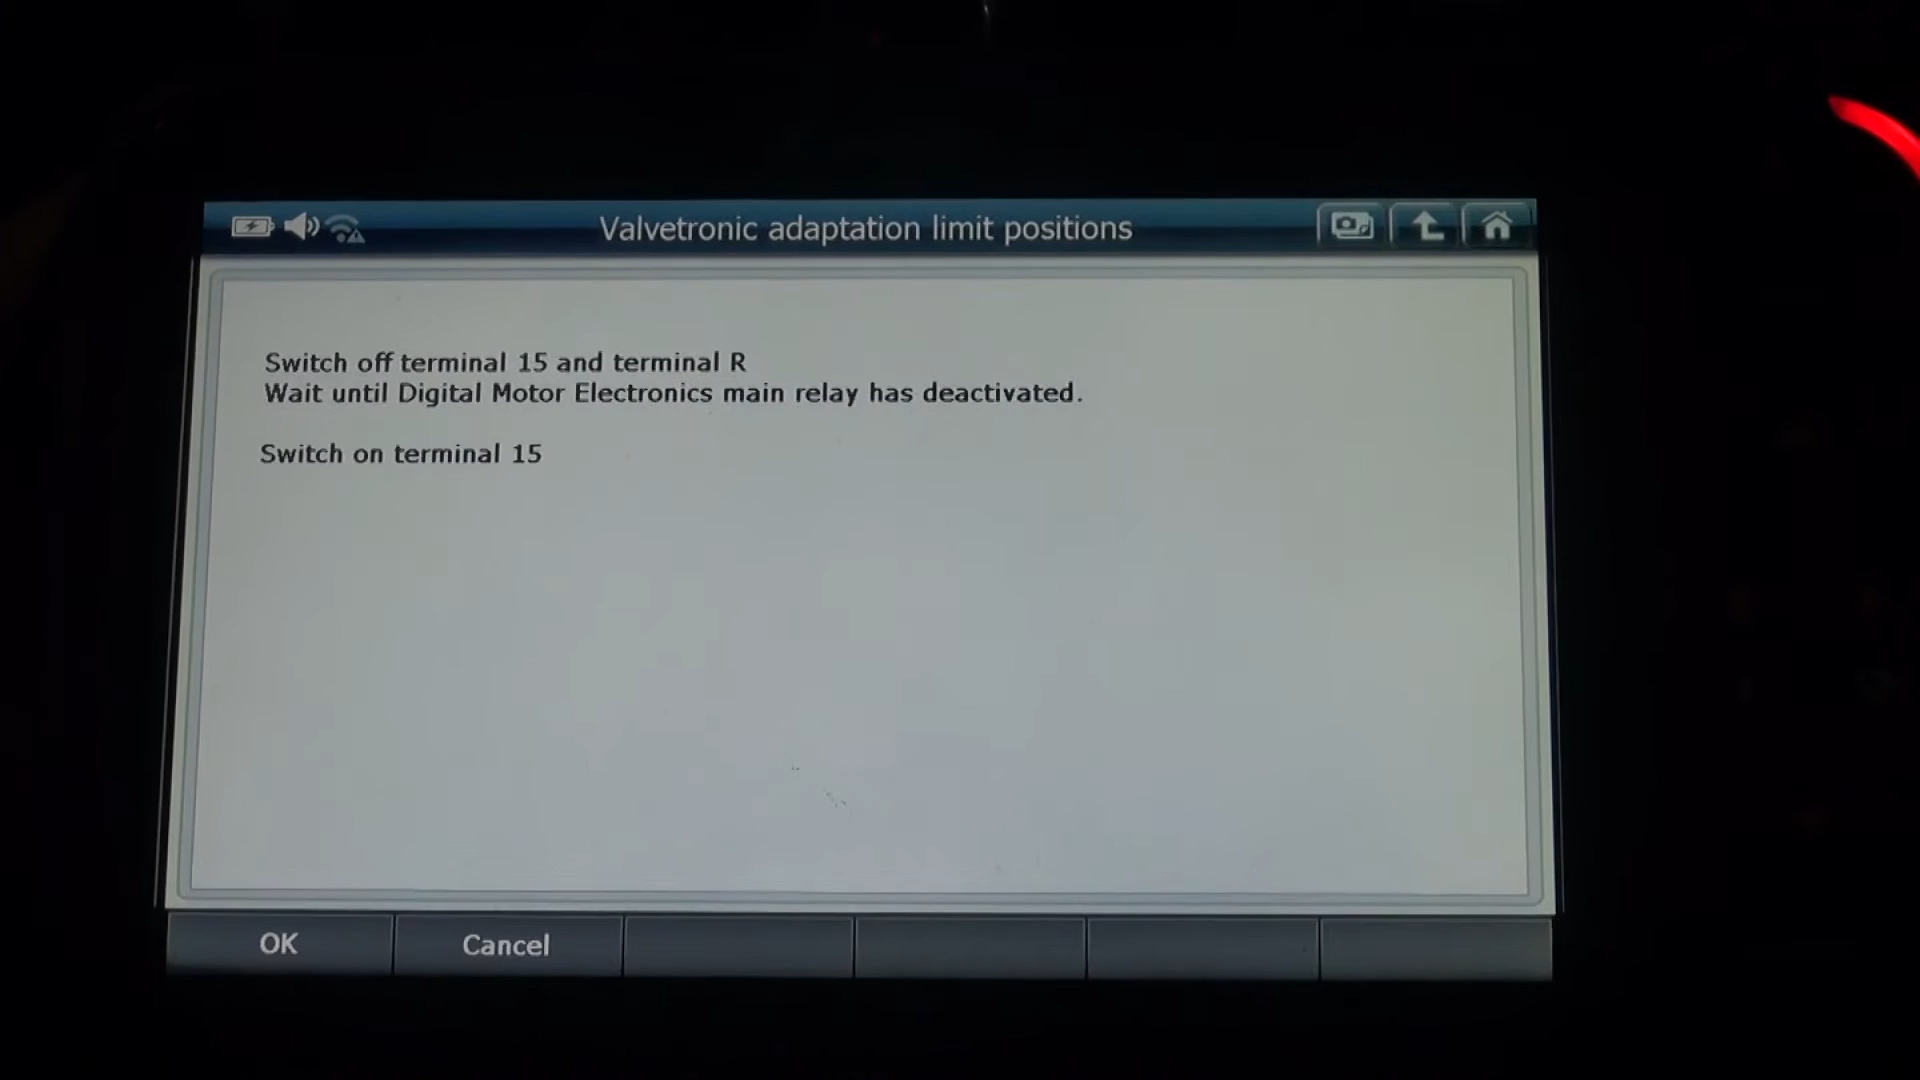 Valvetronic adaptation limit positions
Switch off terminal 15 and terminal R
Wait until Digital Motor Electronics main relay has deactivated.
Switch on terminal 15
OK
Cancel